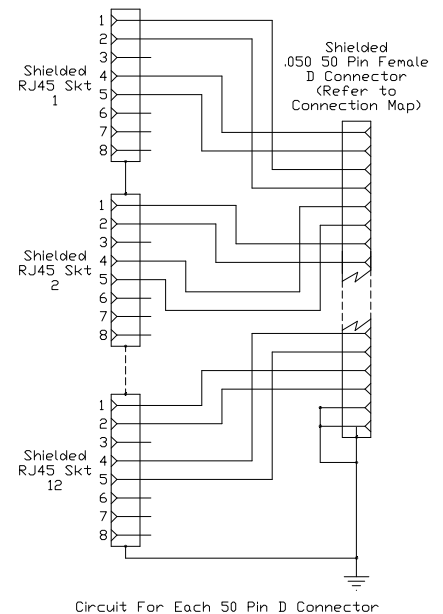 1
2
3
4
5
6
7
8
Shielded
RJ45 Skt
1
Shielded
.050 50 Pin Female
D Connector
(Refer to
Connection Map)
1
2
3
4
5
6
7
8
Shielded
RJ45 Skt
2
1
2
3
4
5
6
7
8
Shielded
RJ45 Skt
12
Circuit For Each 50 Pin D Connector